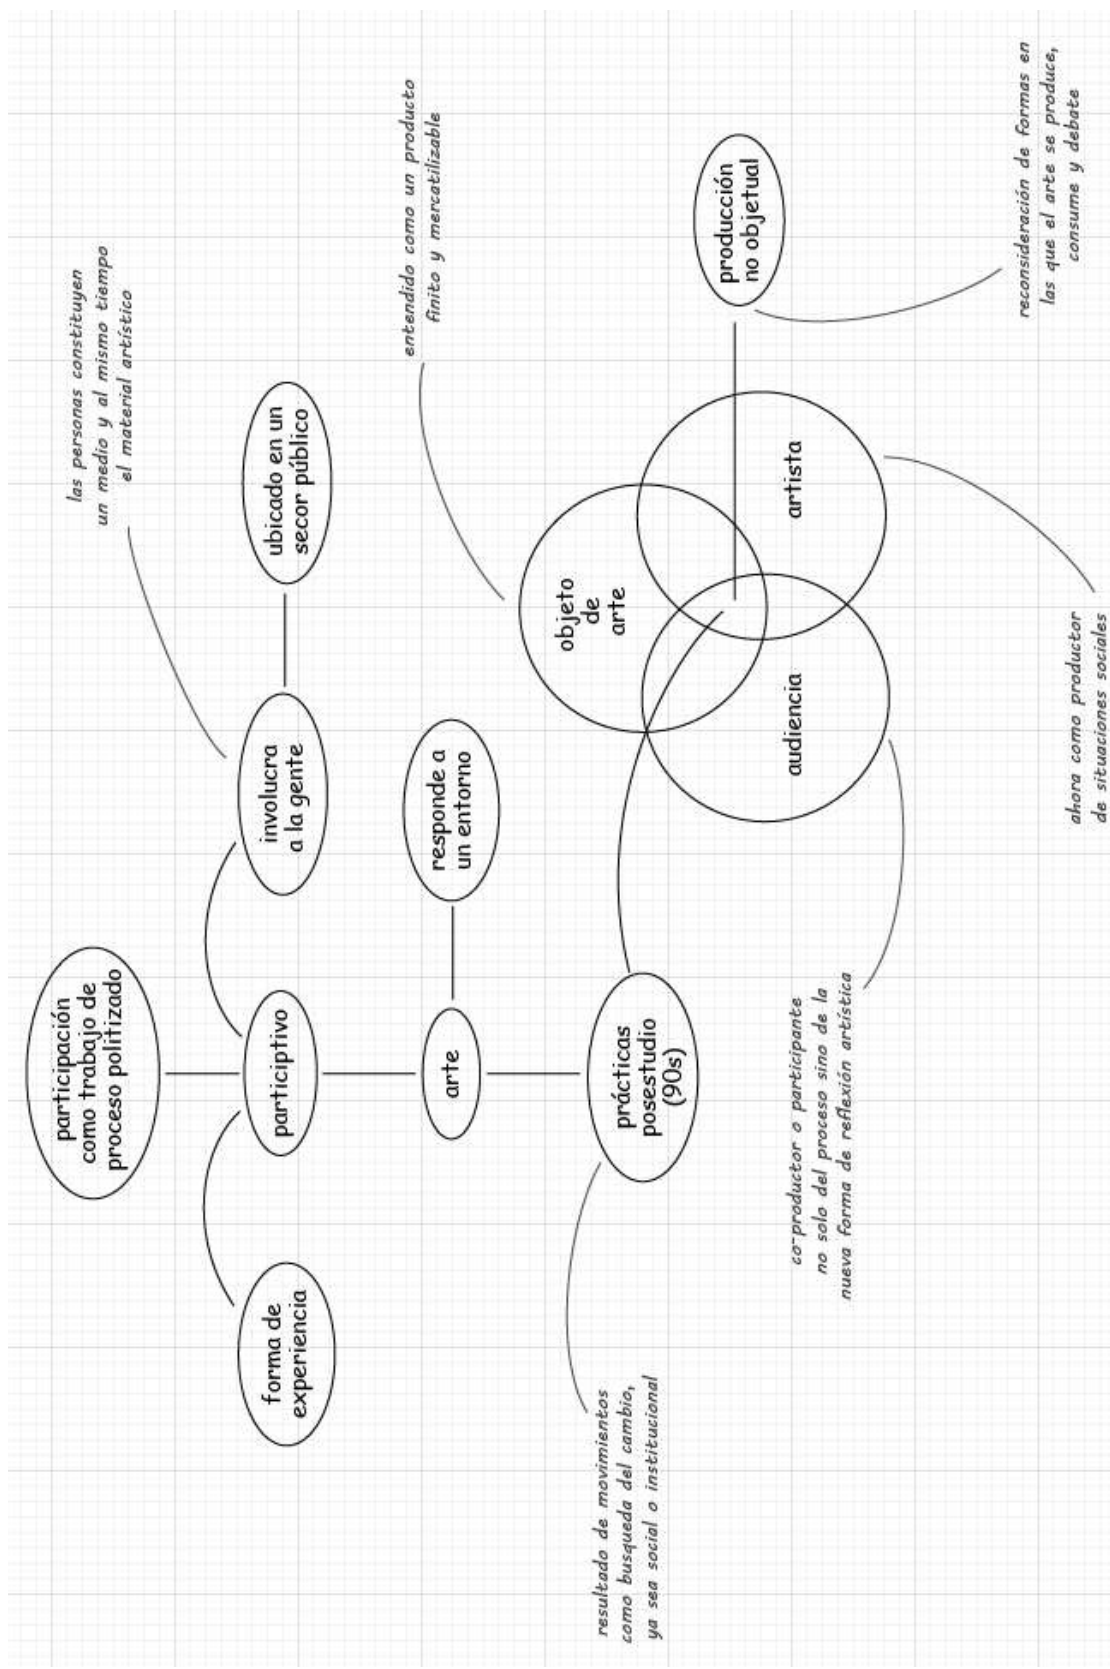 participación
como trabajo de
proceso politizado
las personas constituyen
un medio y al mismo tiempo
el material artístico
forma de
experiencia
participtivo
involucra
a la gente
ubicado en un
secor público
arte
responde a
un entorno
entendido como un producto
finito y mercatilizable
resultado de movimientos
como busqueda del cambio,
ya sea social o institucional
prácticas
posestudio
(90s)
objeto
de
arte
audiencia
artista
producción
no objetual
co-productor o participante
no solo del proceso sino de la
nueva forma de reflexión artística
ahora como productor
de situaciones sociales
reconsideración de formas en
las que el arte se produce,
consume y debate